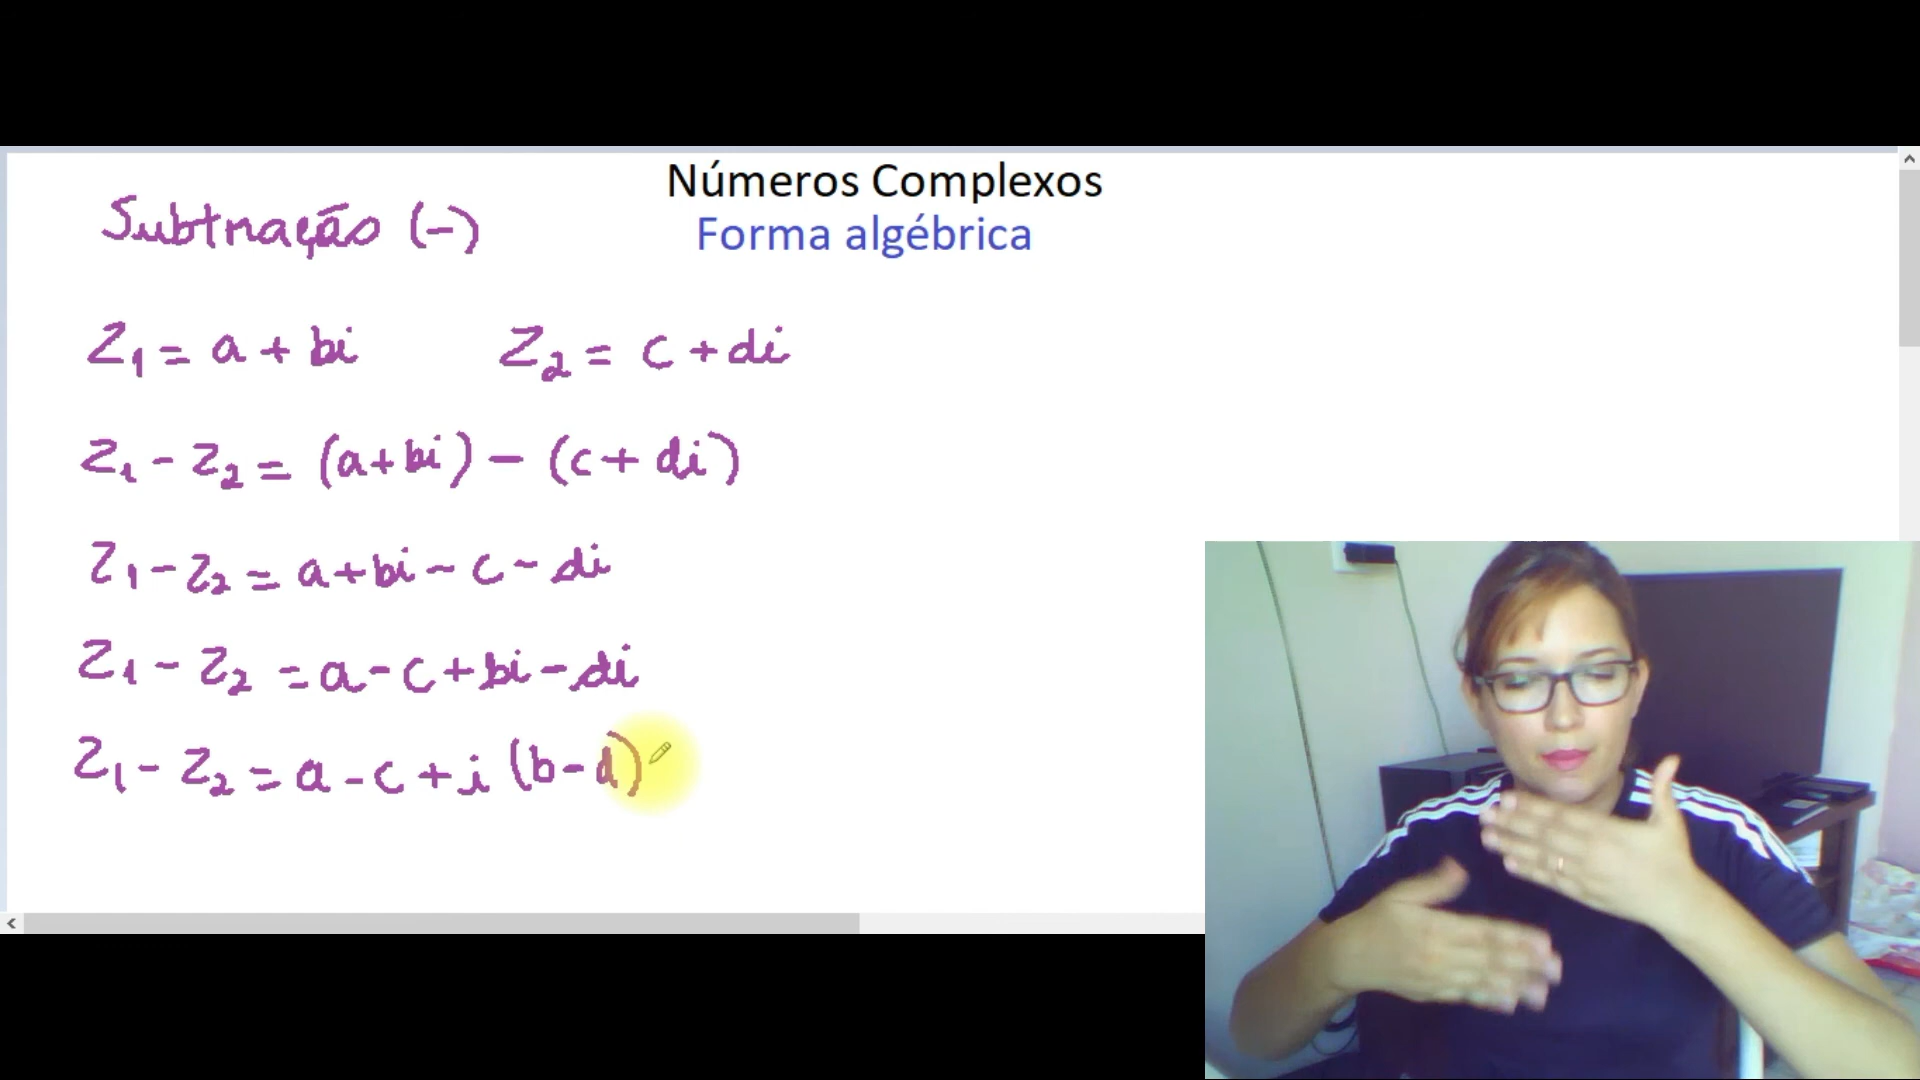 Números Complexos
Forma algébrica
Subtração (-)
Z₁ = a + bi Z₂ = c + di
Z₁ - Z₂ = (a+bi) - (c + di)
Z₁ - Z₂ = a+bi - c - di
Z₁ - Z₂ = a - c + bi - di
Z₁ - Z₂ = a - c + i (b - d)